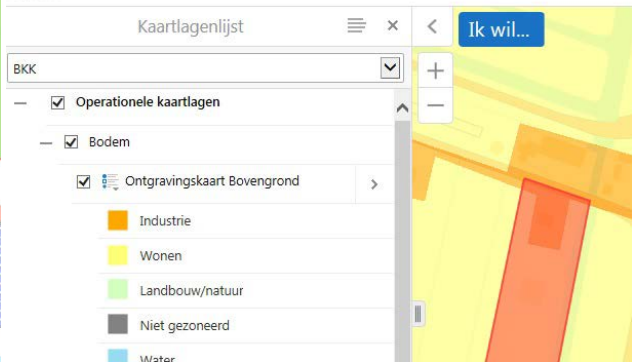 Kaartlagenlijst
Ik wil...
BKK
Operationele kaartlagen
Bodem
Ontgravingskaart Bovengrond
Industrie
Wonen
Landbouw/natuur
Niet gezoneerd
Water